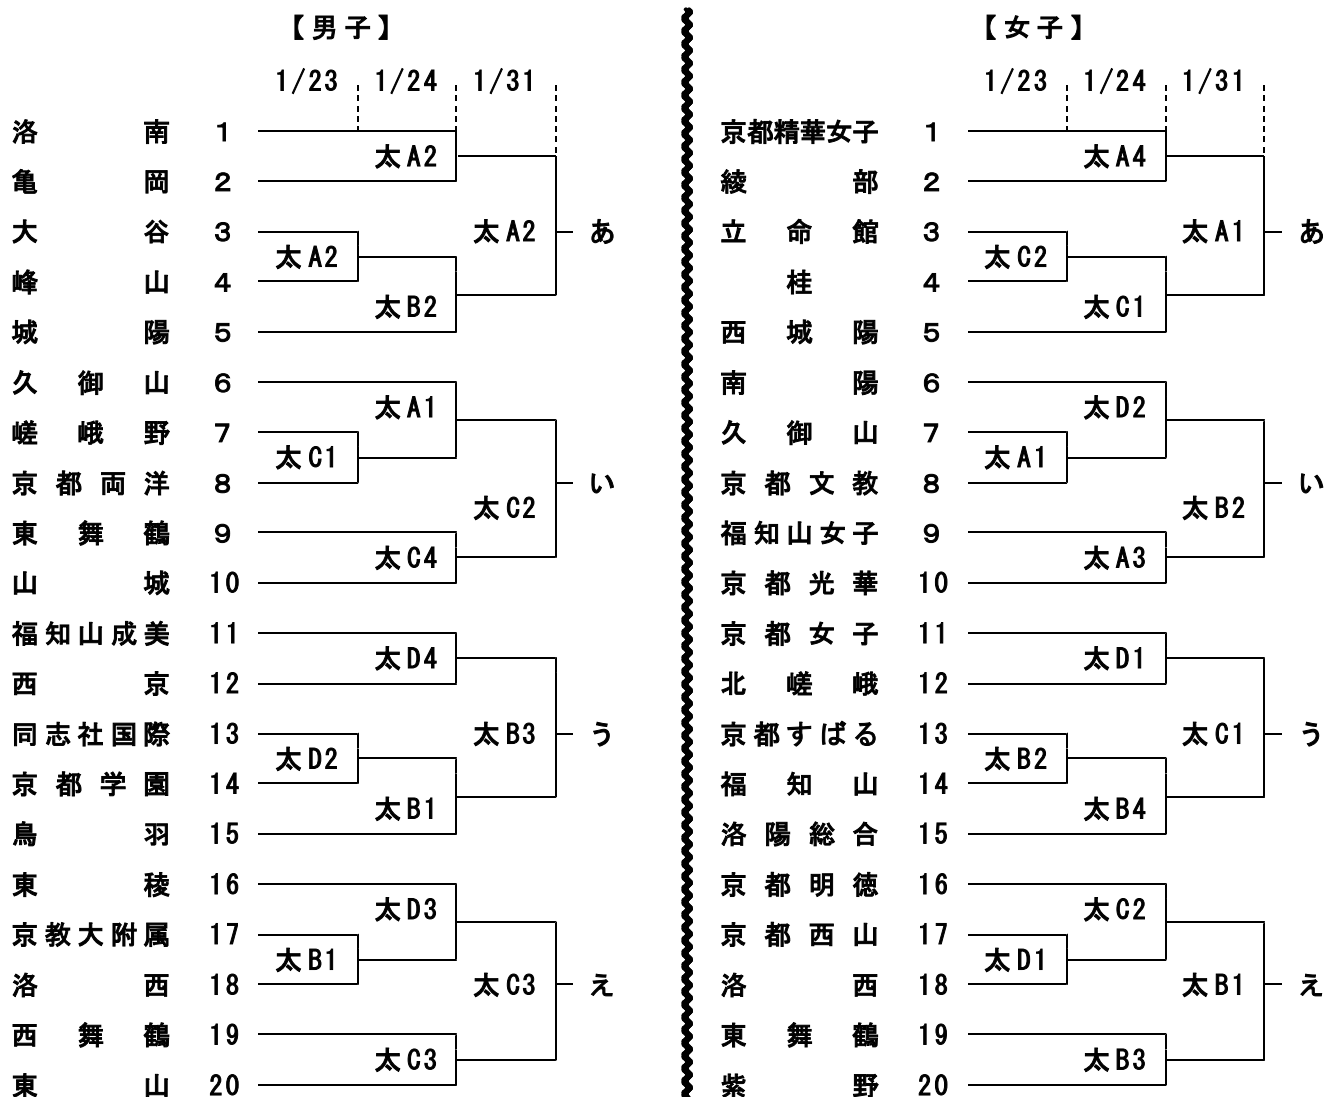 【男子】
1/23 1/24 1/31
洛南 1
太A2
亀岡 2
大谷 3
太A2 あ
太A2
峰山 4
太B2
城陽 5
久御山 6
太A1
嵯峨野 7
太C1
京都両洋 8
い
太C2
東舞鶴 9
太C4
山城 10
福知山成美 11
太D4
西京 12
同志社国際 13
太B3 う
太D2
京都学園 14
太B1
鳥羽 15
東稜 16
太D3
京教大附属 17
太B1
洛西 18
太C3 え
西舞鶴 19
太C3
東山 20
【女子】
1/23 1/24 1/31
京都精華女子 1
太A4
綾部 2
立命館 3
太A1 あ
太C2
桂 4
太C1
西城陽 5
南陽 6
太D2
久御山 7
太A1
京都文教 8
い
太B2
福知山女子 9
太A3
京都光華 10
京都女子 11
太D1
北嵯峨 12
京都すばる 13
太C1 う
太B2
福知山 14
太B4
洛陽総合 15
京都明徳 16
太C2
京都西山 17
太D1
洛西 18
太B1 え
東舞鶴 19
太B3
紫野 20